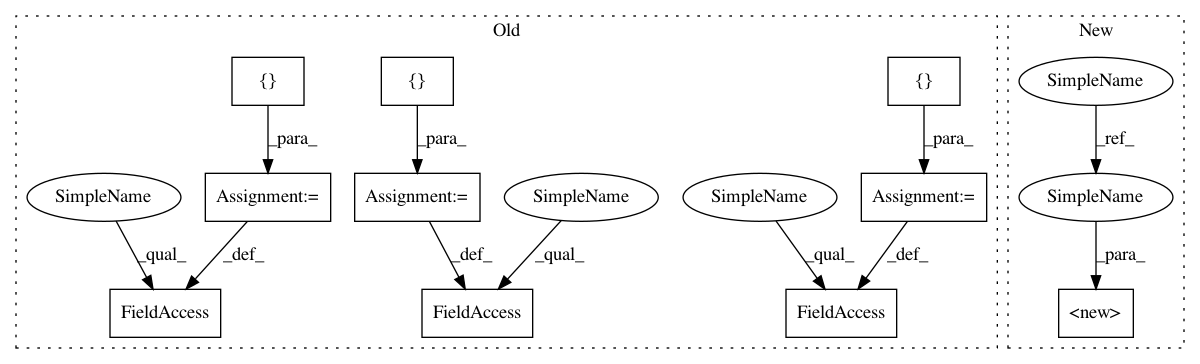 Old
New
{}
{}
{}
SimpleName
_para_
_para_
_para_
_ref_
SimpleName
Assignment:=
Assignment:=
SimpleName
SimpleName
Assignment:=
SimpleName
_qual_
_def_
_def_
_qual_
_qual_
_def_
_para_
FieldAccess
FieldAccess
FieldAccess
<new>